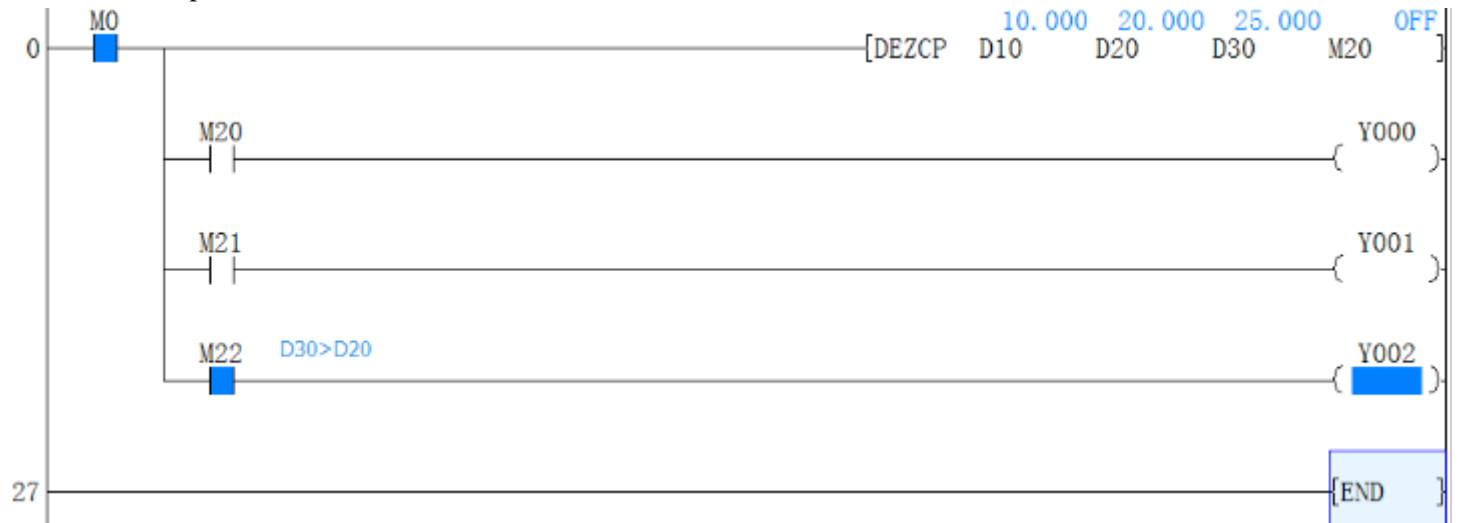 M0 10.000 20.000 25.000 OFF
0 [DEZCP D10 D20 D30 M20 ]
M20 Y000
( )
M21 Y001
( )
M22 D30>D20 Y002
( )
27 [END ]